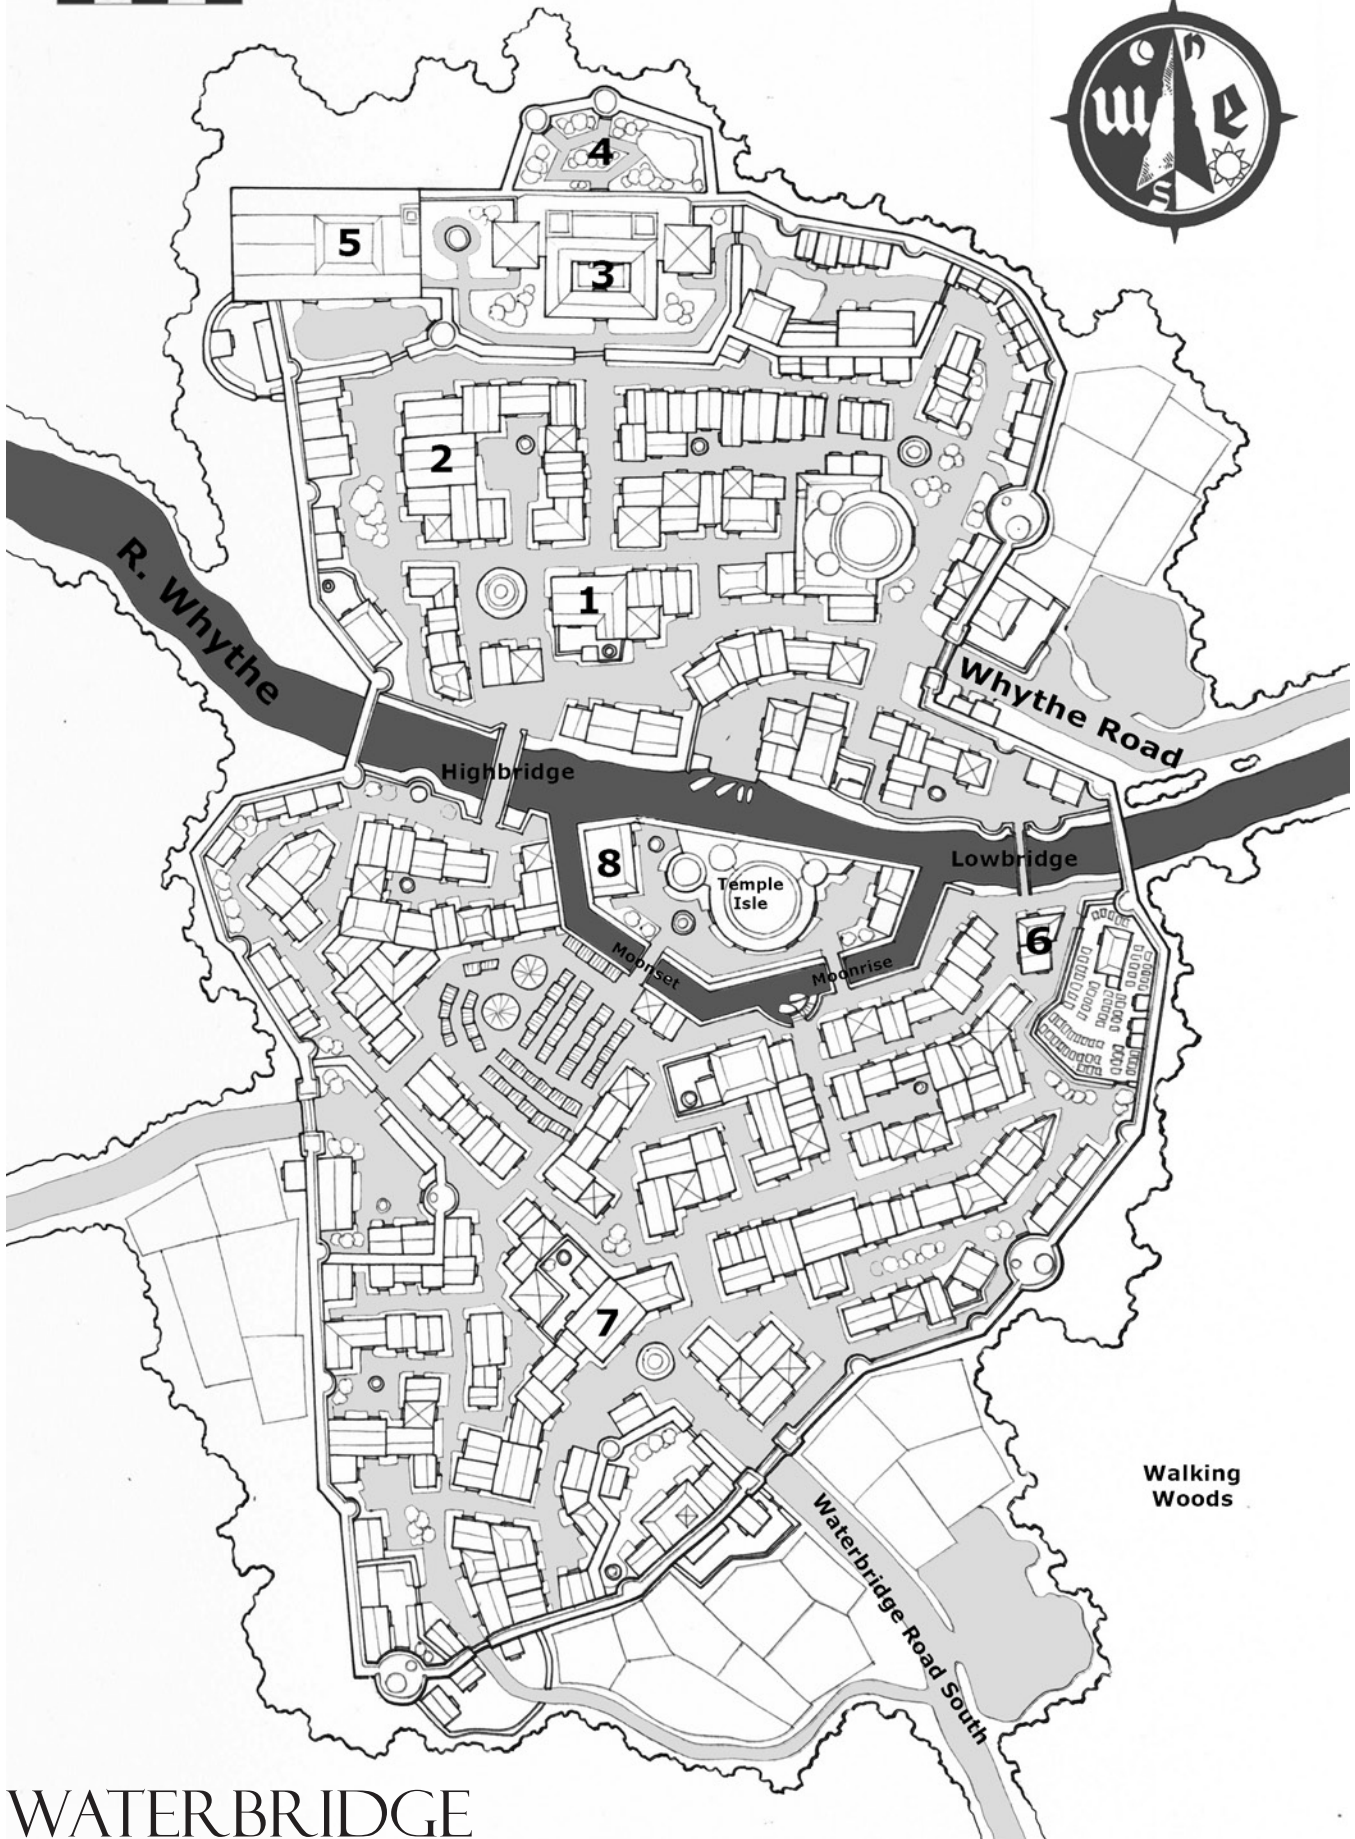 n
w e
s
4
5
3
2
1
R. Whythe
Whythe Road
Highbridge
Lowbridge
8
Temple
Isle
6
Moonset
Moonrise
7
Walking
Woods
Waterbridge Road South
WATERBRIDGE